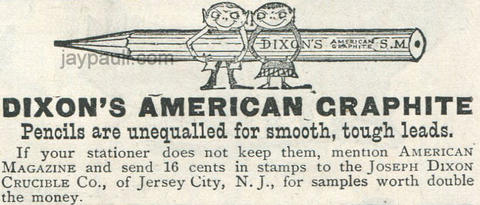 DIXON'S AMERICAN GRAPHITE S.M.
jaypaull.com
DIXON'S AMERICAN GRAPHITE
Pencils are unequalled for smooth, tough leads.
If your stationer does not keep them, mention AMERICAN
MAGAZINE and send 16 cents in stamps to the JOSEPH DIXON
CRUCIBLE CO., of Jersey City, N. J., for samples worth double
the money.